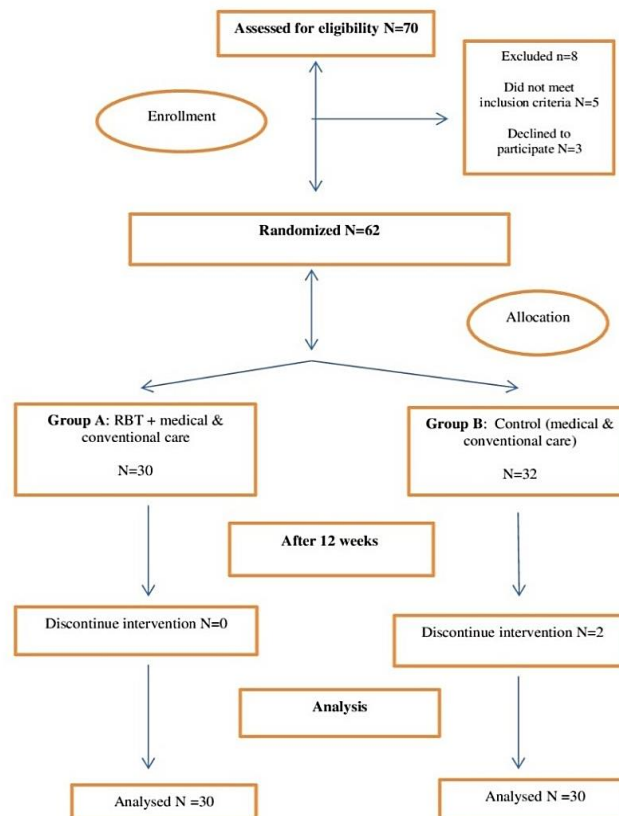 Assessed for eligibility N=70
Excluded n=8
Did not meet
inclusion criteria N=5
Declined to
participate N=3
Enrollment
Randomized N=62
Allocation
Group A: RBT + medical &
conventional care
N=30
Group B:  Control (medical &
conventional care)
N=32
After 12 weeks
Discontinue intervention N=0
Discontinue intervention N=2
Analysis
Analysed N =30
Analysed N =30